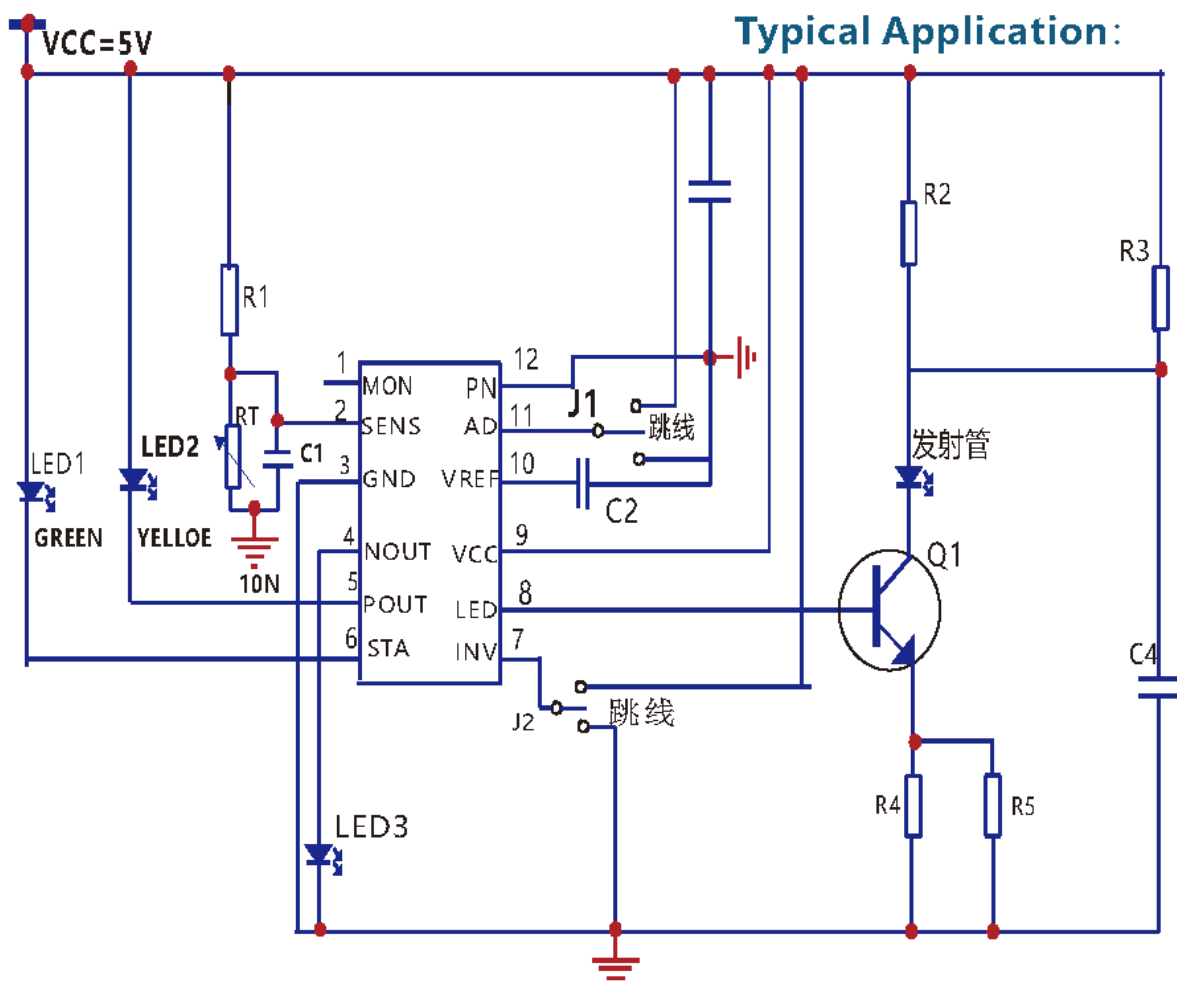 Typical Application:
VCC=5V
R2
R3
R1
1
MON
PN
12
J1
跳线
2
SENS
AD
11
RT
LED2
C1
发射管
LED1
3
GND
VREF
10
C2
GREEN
YELLOE
4
NOUT
VCC
9
Q1
10N
5
POUT
LED
8
6
STA
INV
7
C4
J2
跳线
R4
R5
LED3